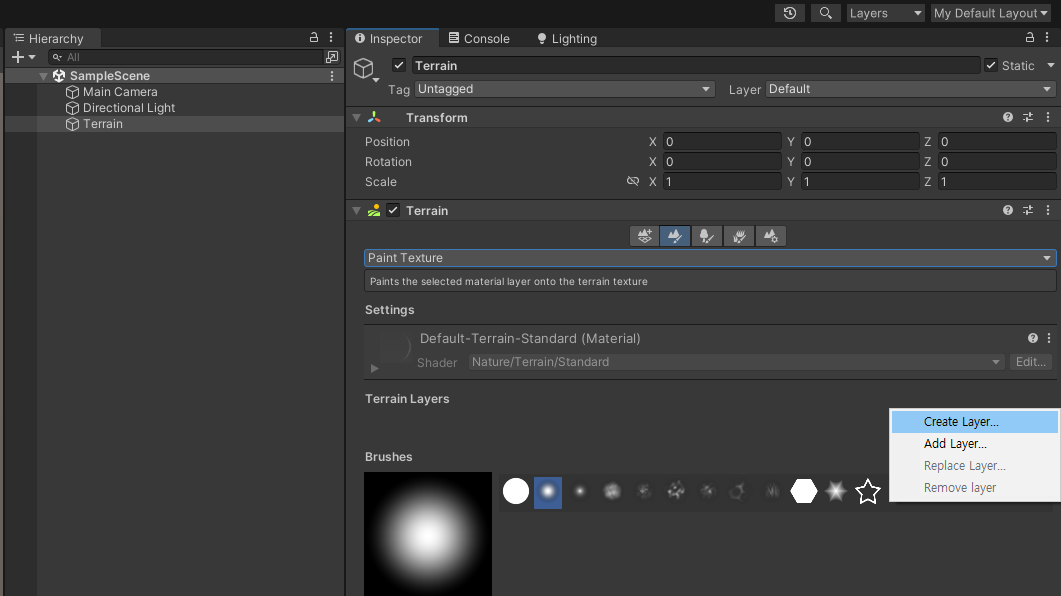 Layers
My Default Layout
Hierarchy
All
SampleScene
Main Camera
Directional Light
Terrain
Inspector
Console
Lighting
Terrain
Static
Tag
Untagged
Layer
Default
Transform
Position
X 0
Y 0
Z 0
Rotation
X 0
Y 0
Z 0
Scale
X 1
Y 1
Z 1
Terrain
Paint Texture
Paints the selected material layer onto the terrain texture
Settings
Default-Terrain-Standard (Material)
Shader
Nature/Terrain/Standard
Edit...
Terrain Layers
Create Layer...
Add Layer...
Replace Layer...
Remove layer
Brushes